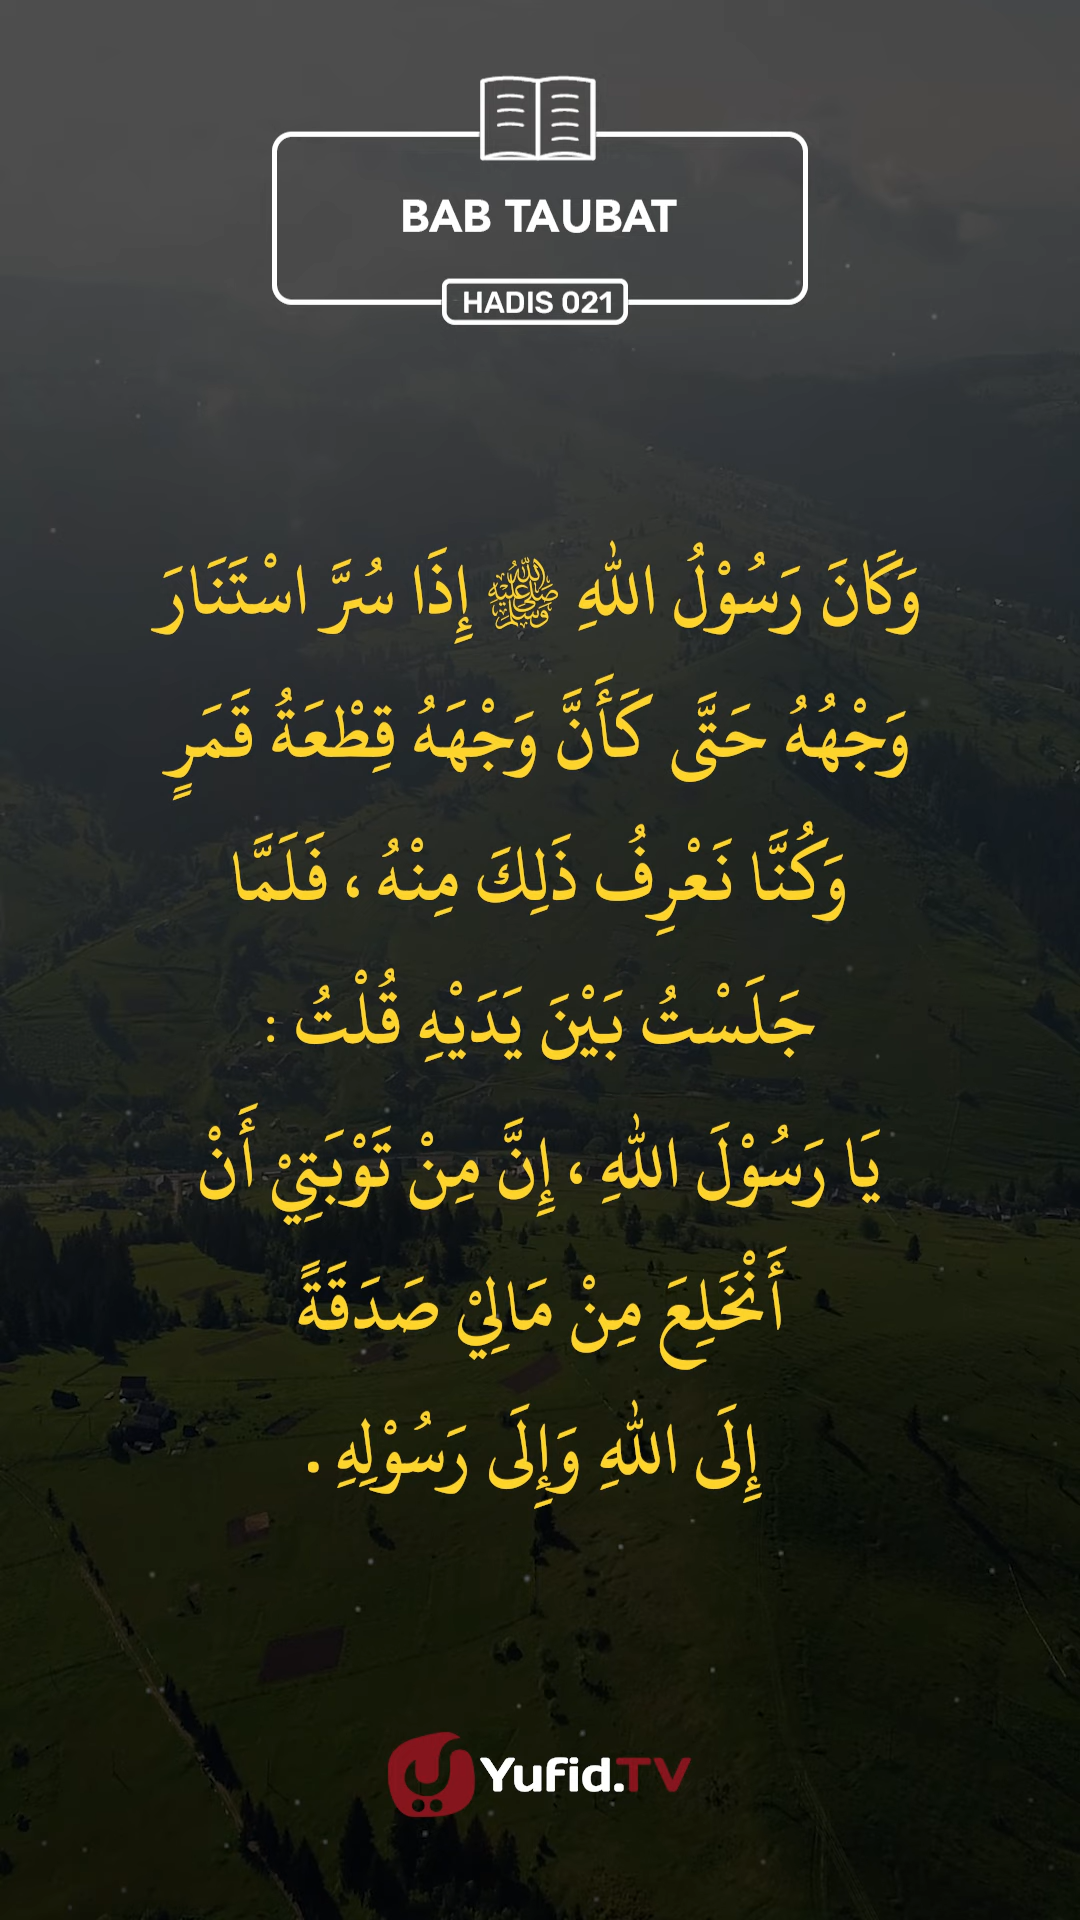 BAB TAUBAT
HADIS 021
وَكَانَ رَسُوْلُ اللهِ ﷺ إِذَا سُرَّ اسْتَنَارَ
وَجْهُهُ حَتَّى كَأَنَّ وَجْهَهُ قِطْعَةُ قَمَرٍ
وَكُنَّا نَعْرِفُ ذَلِكَ مِنْهُ ، فَلَمَّا
جَلَسْتُ بَيْنَ يَدَيْهِ قُلْتُ :
يَا رَسُوْلَ اللهِ ، إِنَّ مِنْ تَوْبَتِيْ أَنْ
أَنْخَلِعَ مِنْ مَالِيْ صَدَقَةً
إِلَى اللهِ وَإِلَى رَسُوْلِهِ .
Yufid.TV